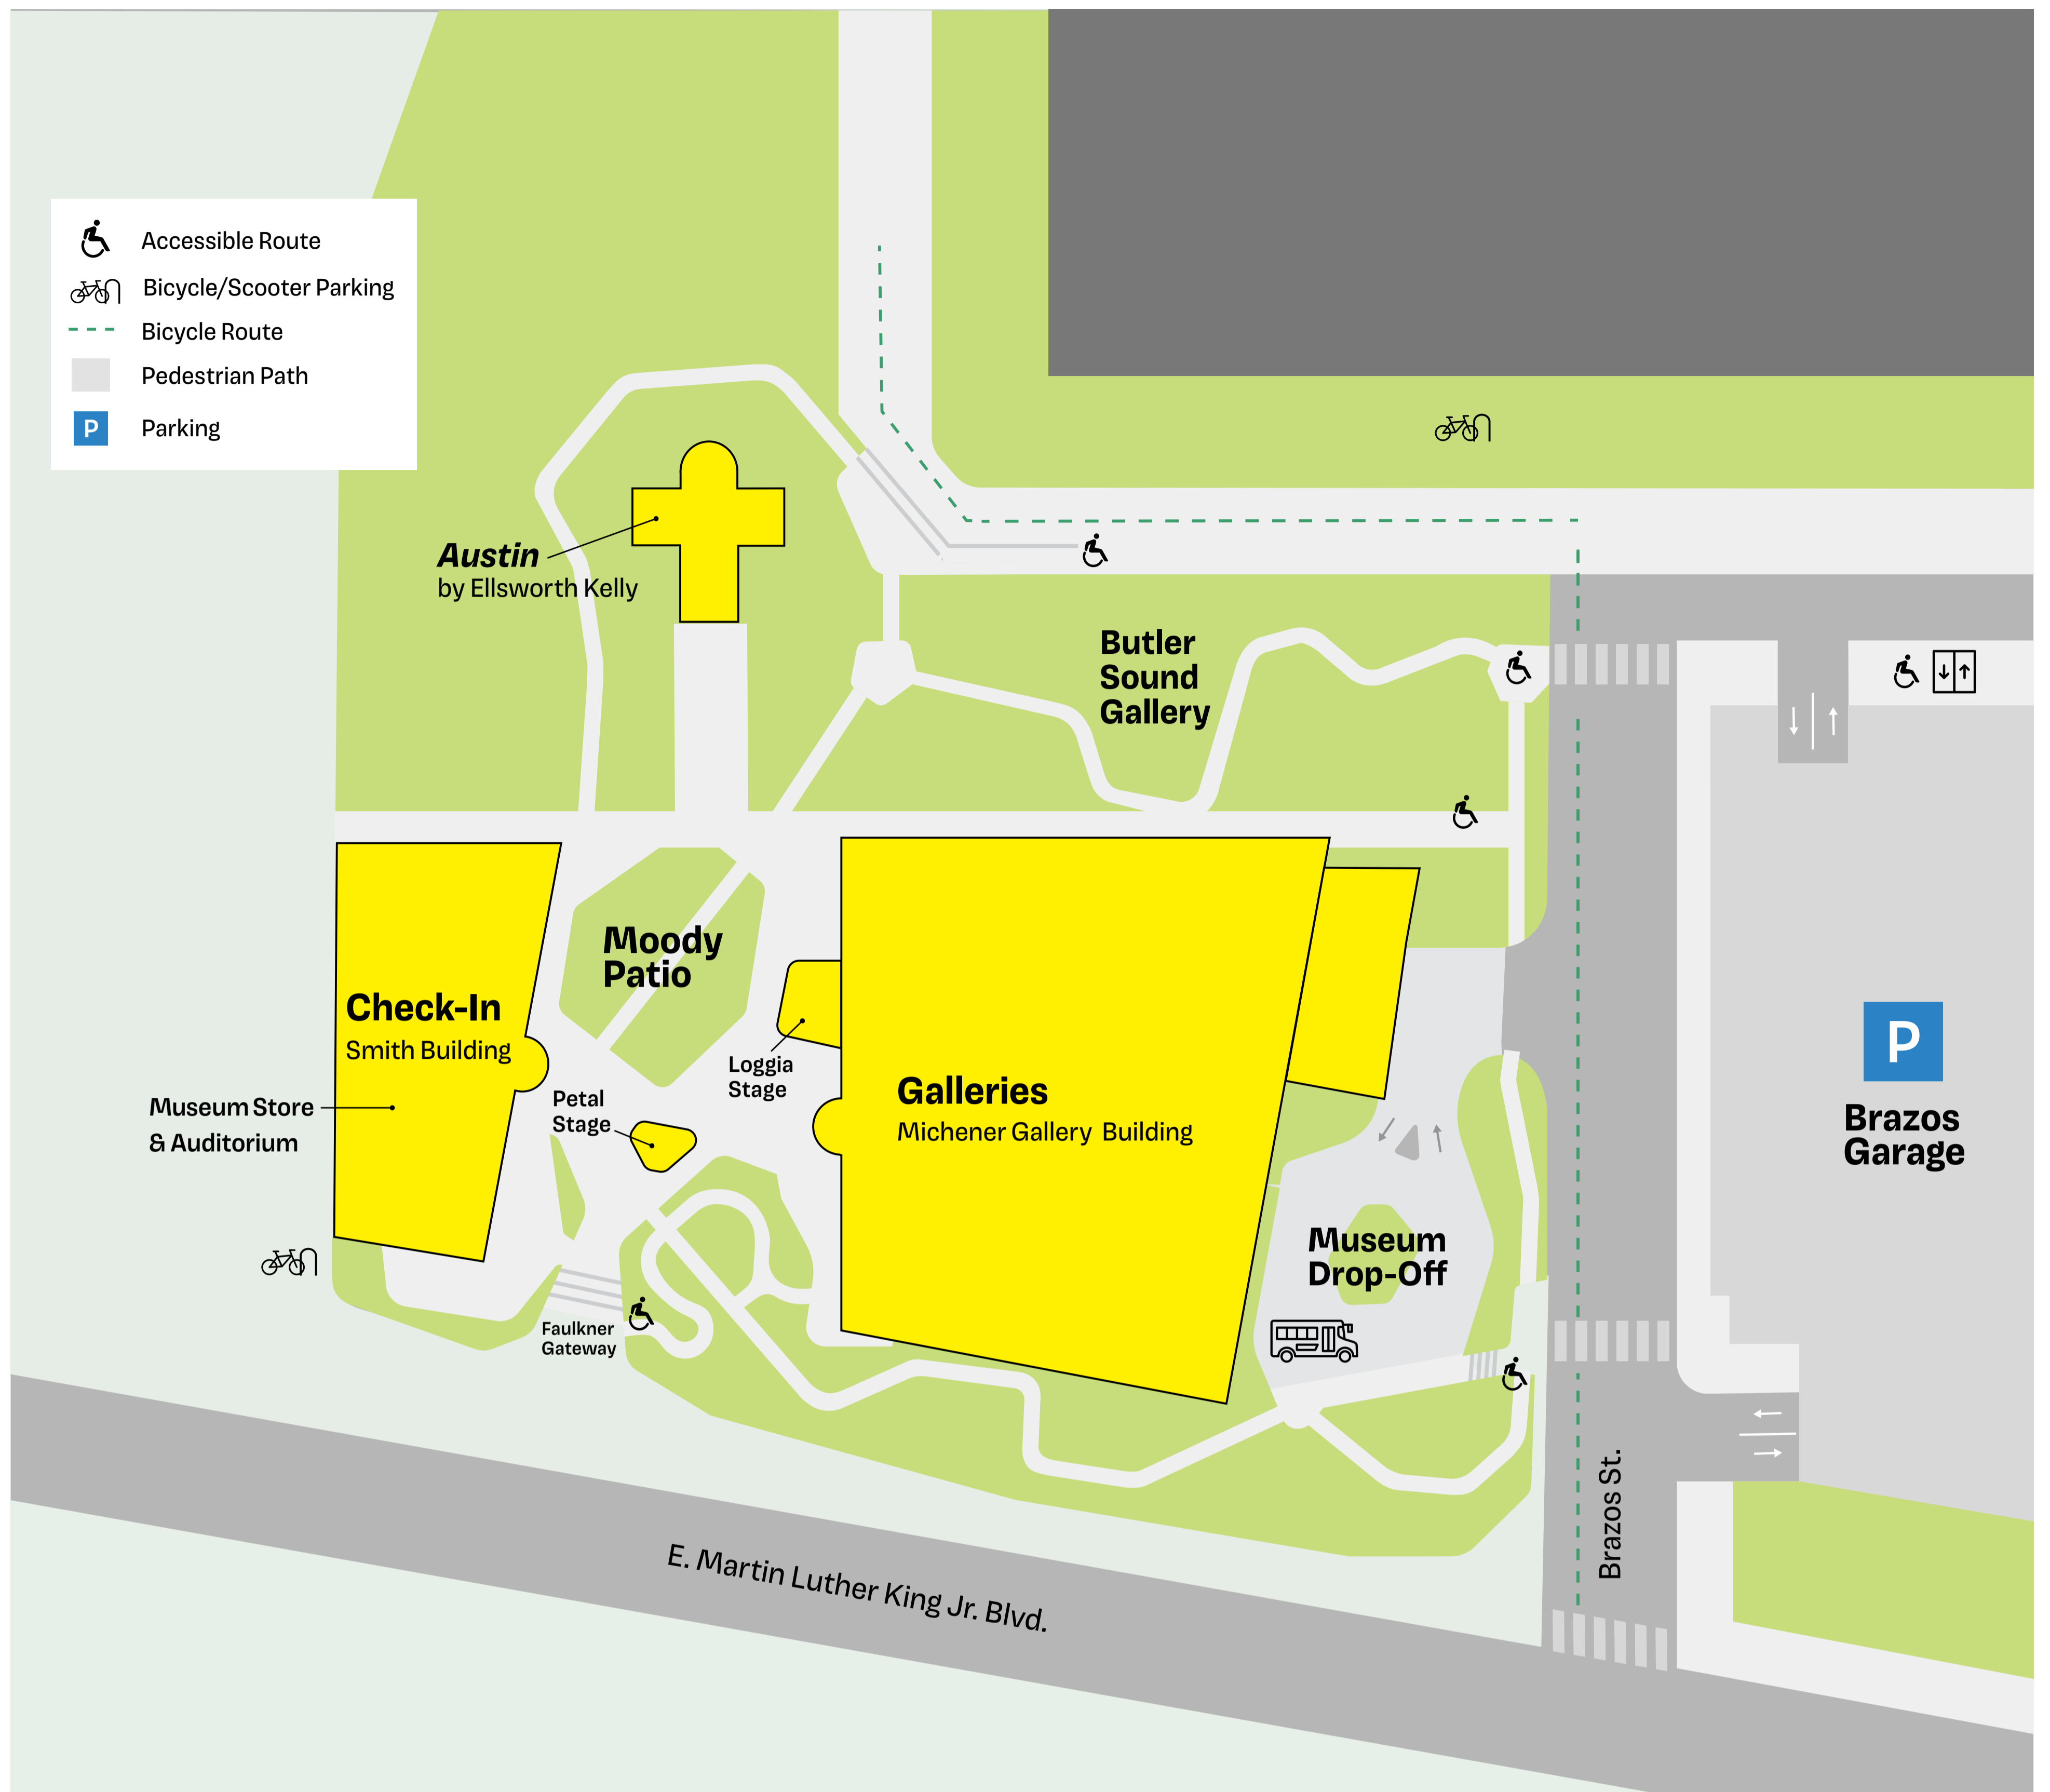 Accessible Route
Bicycle/Scooter Parking
Bicycle Route
Pedestrian Path
P
Parking
Austin
by Ellsworth Kelly
Butler
Sound
Gallery
Moody
Patio
Check-In
Smith Building
Museum Store
& Auditorium
Loggia
Stage
Petal
Stage
Galleries
Michener Gallery Building
P
Brazos
Garage
Museum
Drop-Off
Faulkner
Gateway
Brazos St.
E. Martin Luther King Jr. Blvd.